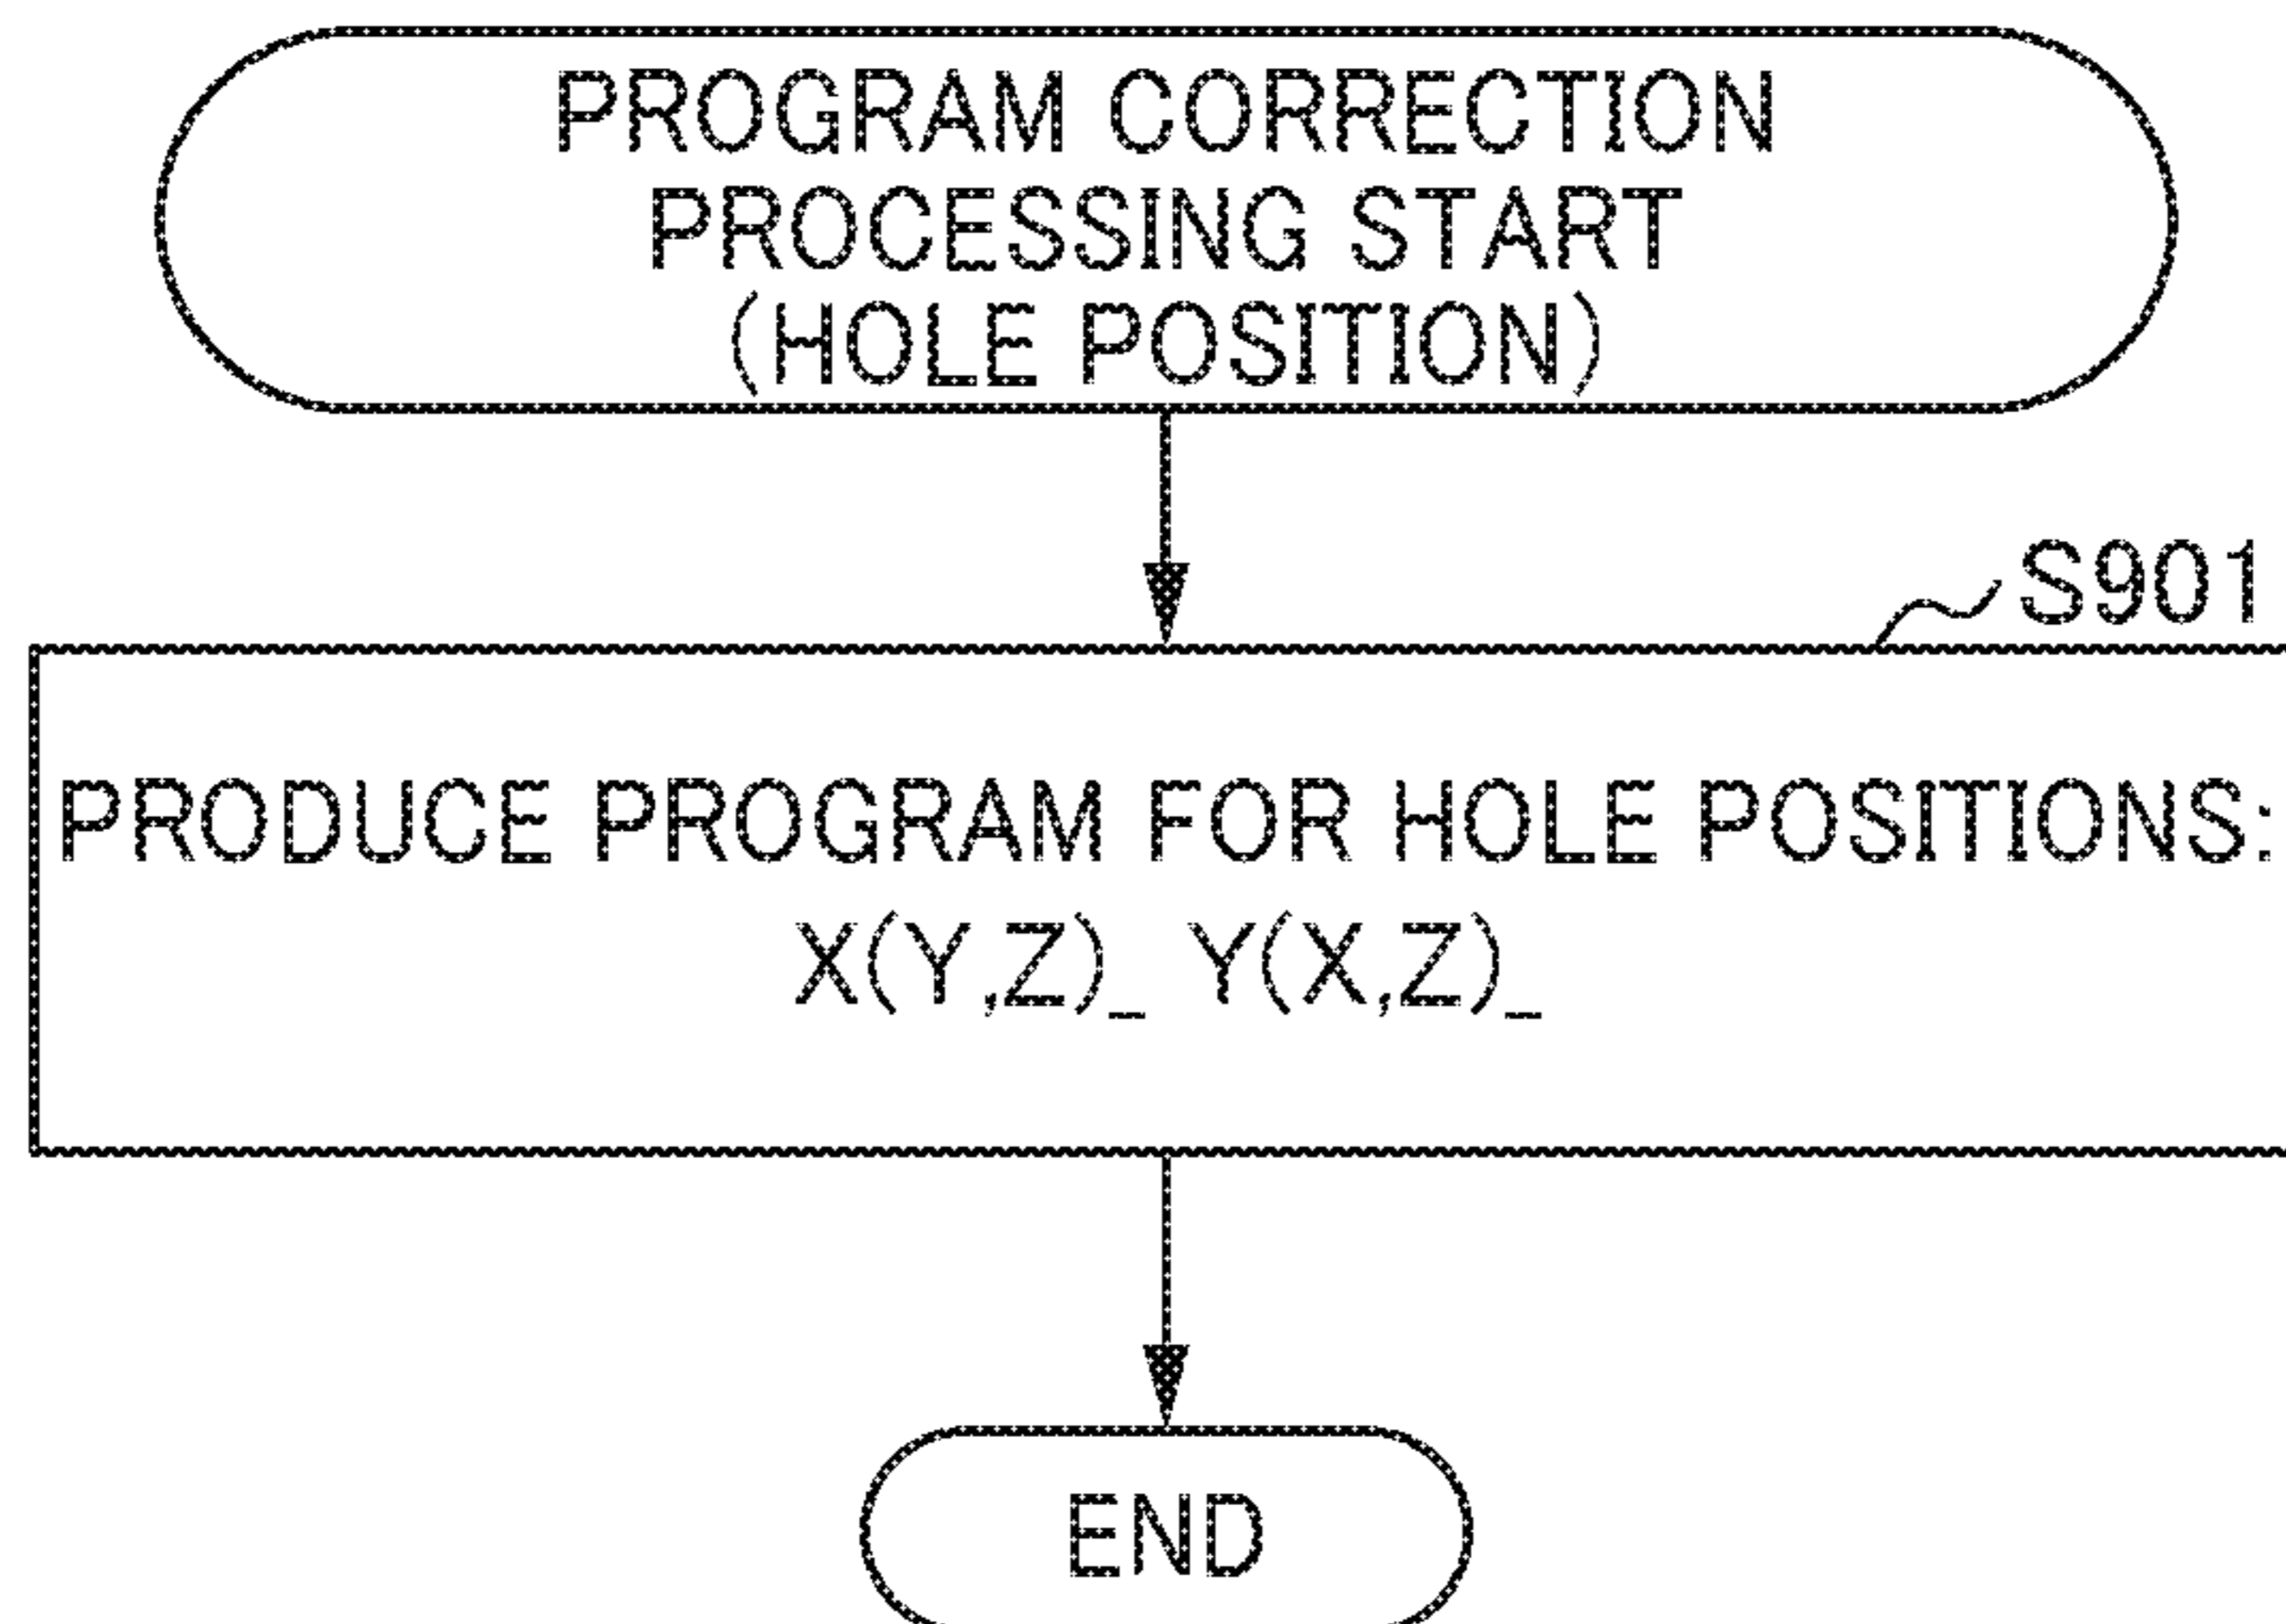 PROGRAM CORRECTION
PROCESSING START
(HOLE POSITION)
S901
PRODUCE PROGRAM FOR HOLE POSITIONS:
X(Y,Z)_ Y(X,Z)_
END